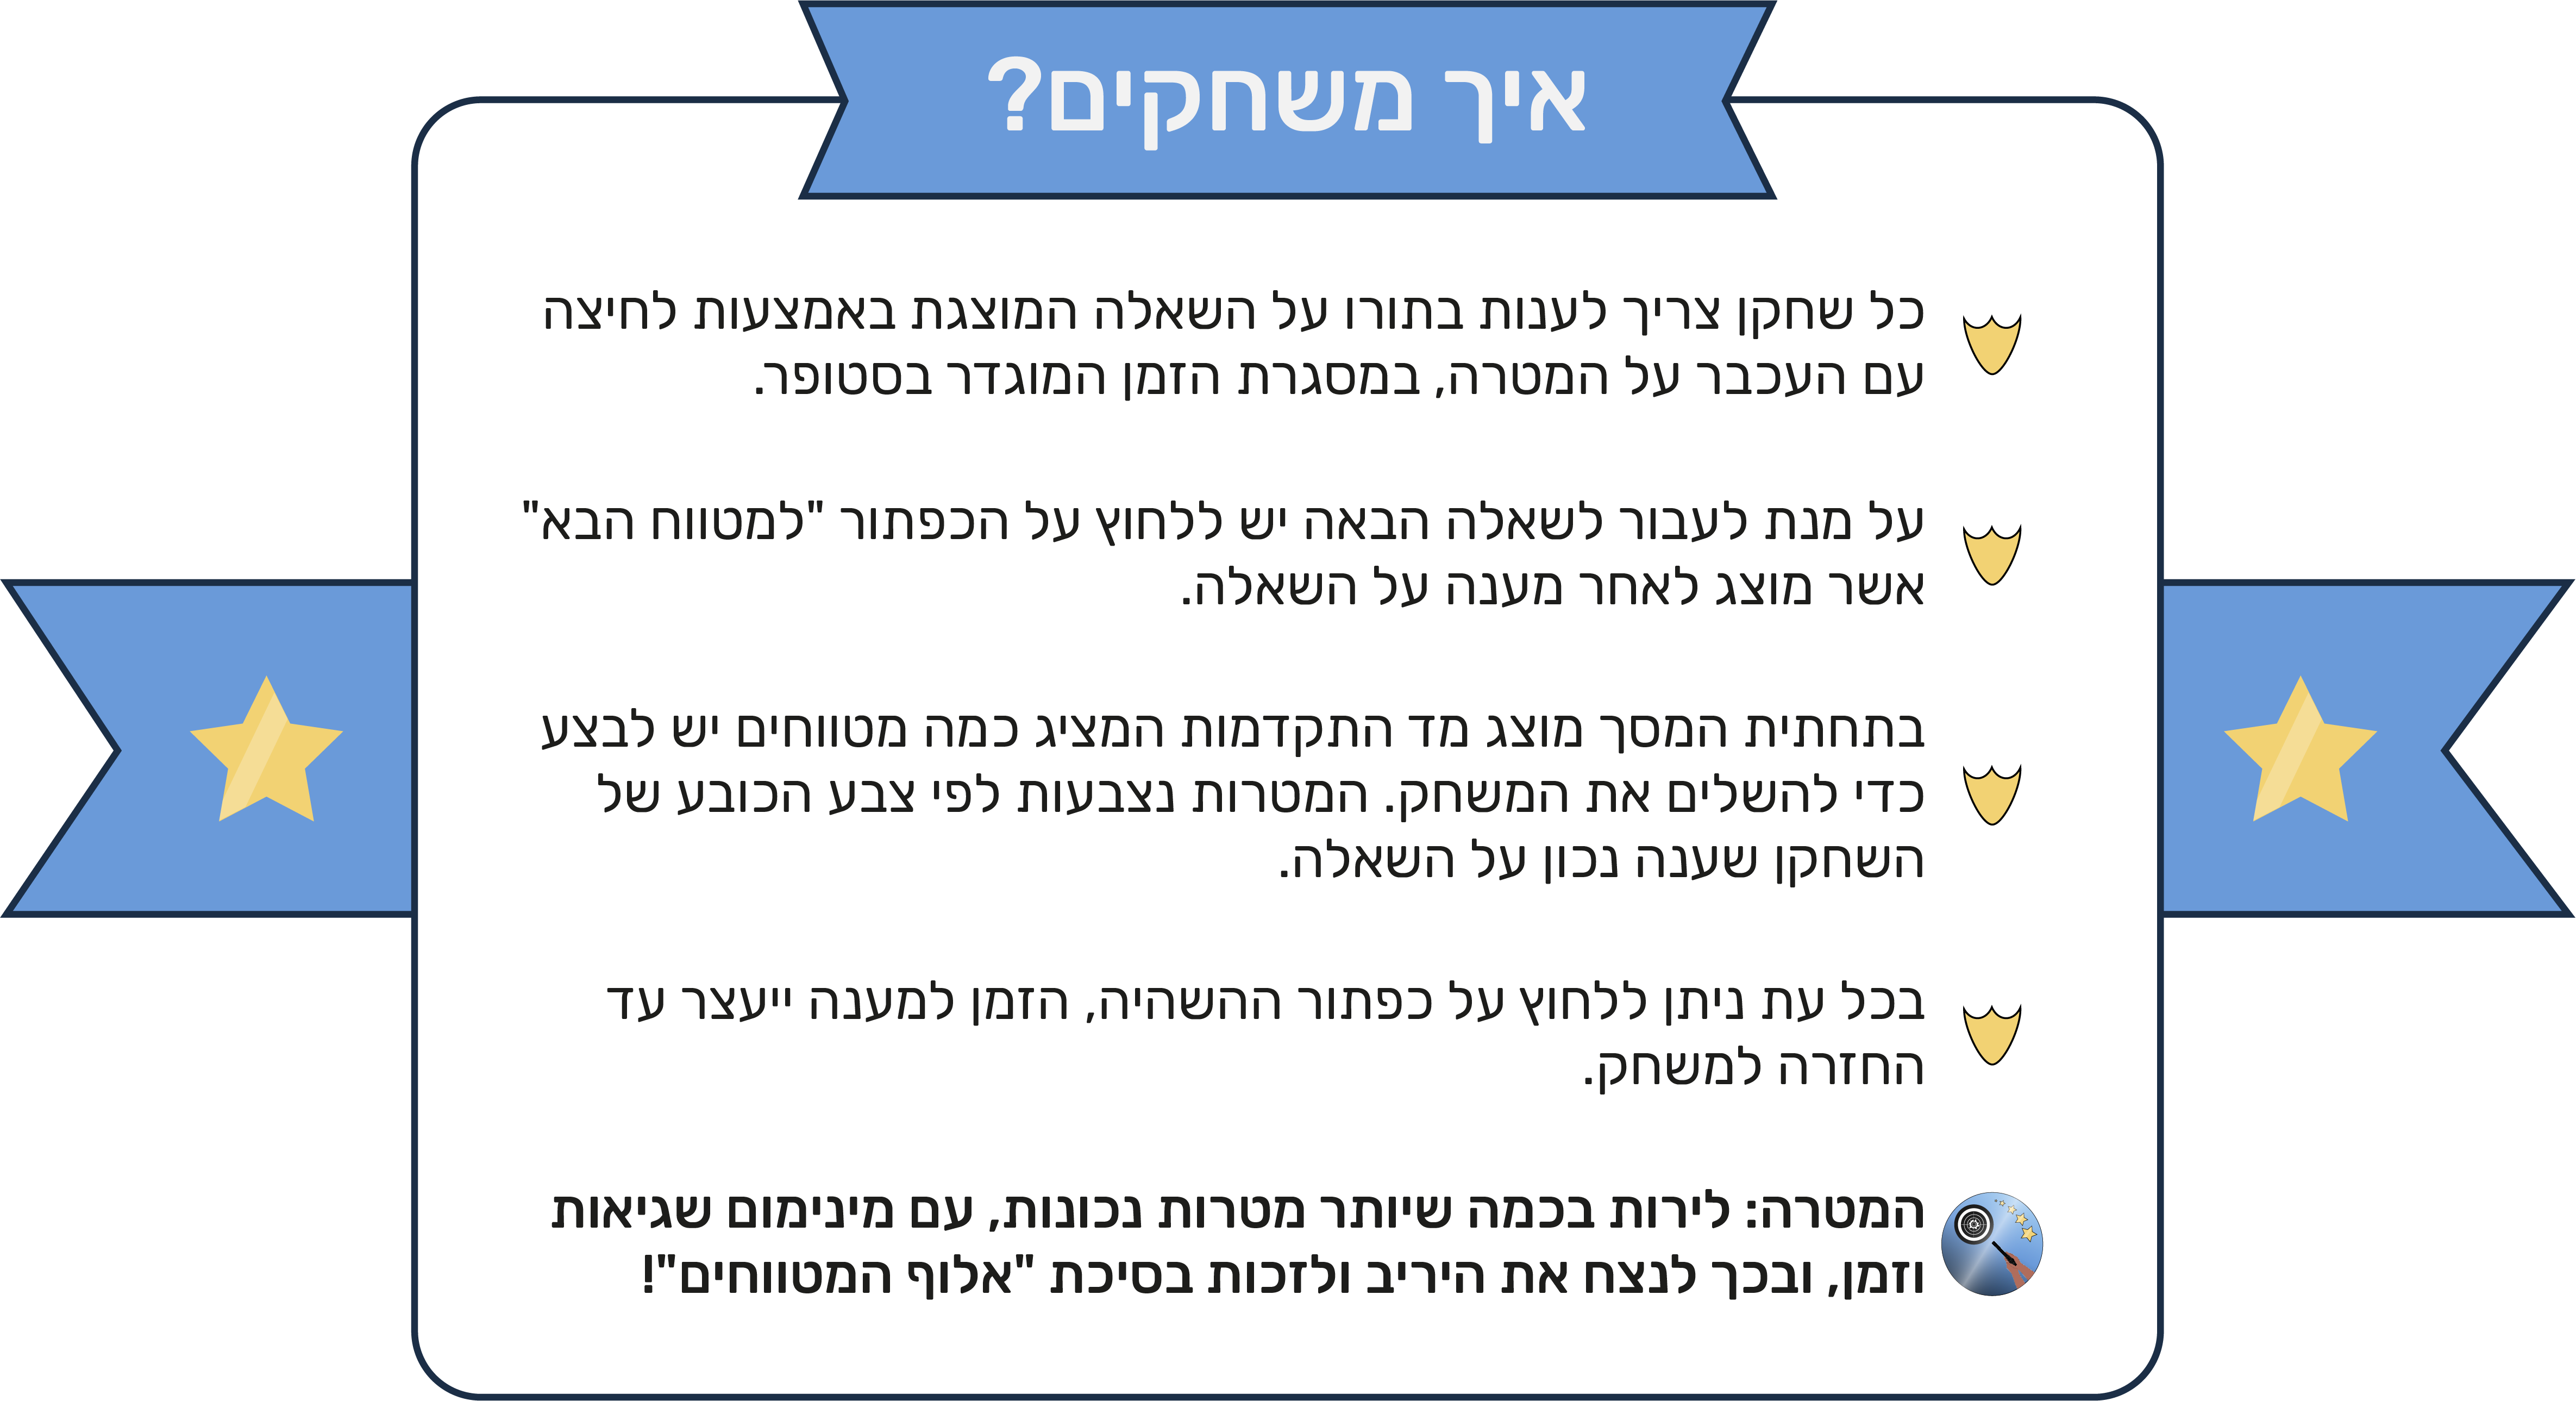 איך משחקים?
כל שחקן צריך לענות בתורו על השאלה המוצגת באמצעות לחיצה
עם העכבר על המטרה, במסגרת הזמן המוגדר בסטופר.
על מנת לעבור לשאלה הבאה יש ללחוץ על הכפתור "למטווח הבא"
אשר מוצג לאחר מענה על השאלה.
בתחתית המסך מוצג מד התקדמות המציג כמה מטווחים יש לבצע
כדי להשלים את המשחק. המטרות נצבעות לפי צבע הכובע של
השחקן שענה נכון על השאלה.
בכל עת ניתן ללחוץ על כפתור ההשהיה, הזמן למענה ייעצר עד
החזרה למשחק.
המטרה: לירות בכמה שיותר מטרות נכונות, עם מינימום שגיאות
וזמן, ובכך לנצח את היריב ולזכות בסיכת "אלוף המטווחים"!